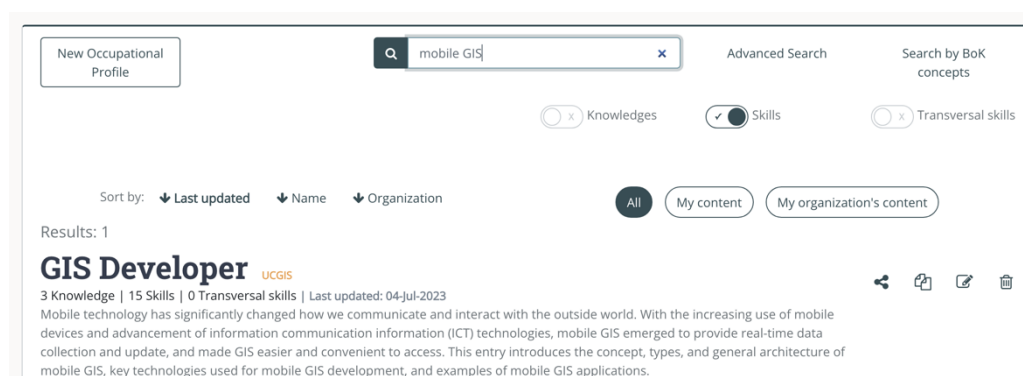 New Occupational
Profile
mobile GIS
Advanced Search
Search by BoK
concepts
Knowledges
Skills
Transversal skills
Sort by: Last updated Name Organization
All My content My organization's content
Results: 1
GIS Developer UCGIS
3 Knowledge | 15 Skills | 0 Transversal skills | Last updated: 04-Jul-2023
Mobile technology has significantly changed how we communicate and interact with the outside world. With the increasing use of mobile
devices and advancement of information communication information (ICT) technologies, mobile GIS emerged to provide real-time data
collection and update, and made GIS easier and convenient to access. This entry introduces the concept, types, and general architecture of
mobile GIS, key technologies used for mobile GIS development, and examples of mobile GIS applications.